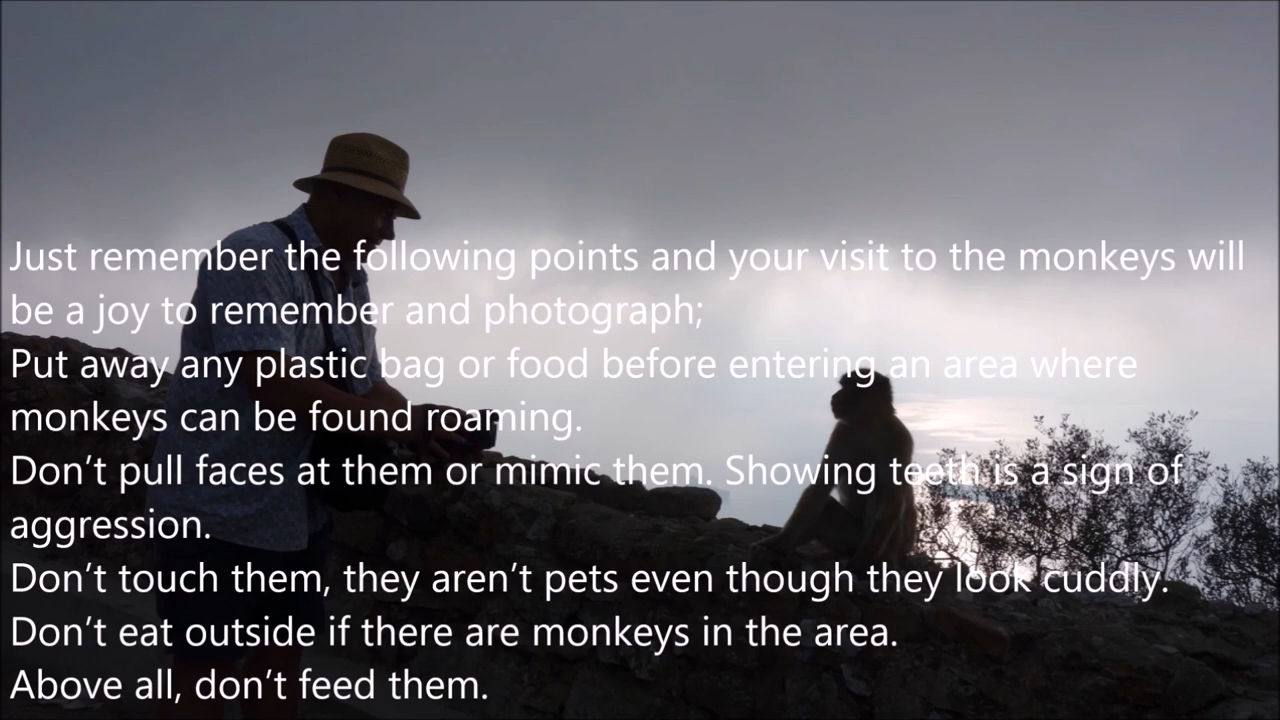 Just remember the following points and your visit to the monkeys will
be a joy to remember and photograph;
Put away any plastic bag or food before entering an area where
monkeys can be found roaming.
Don’t pull faces at them or mimic them. Showing teeth is a sign of
aggression.
Don’t touch them, they aren’t pets even though they look cuddly.
Don’t eat outside if there are monkeys in the area.
Above all, don’t feed them.